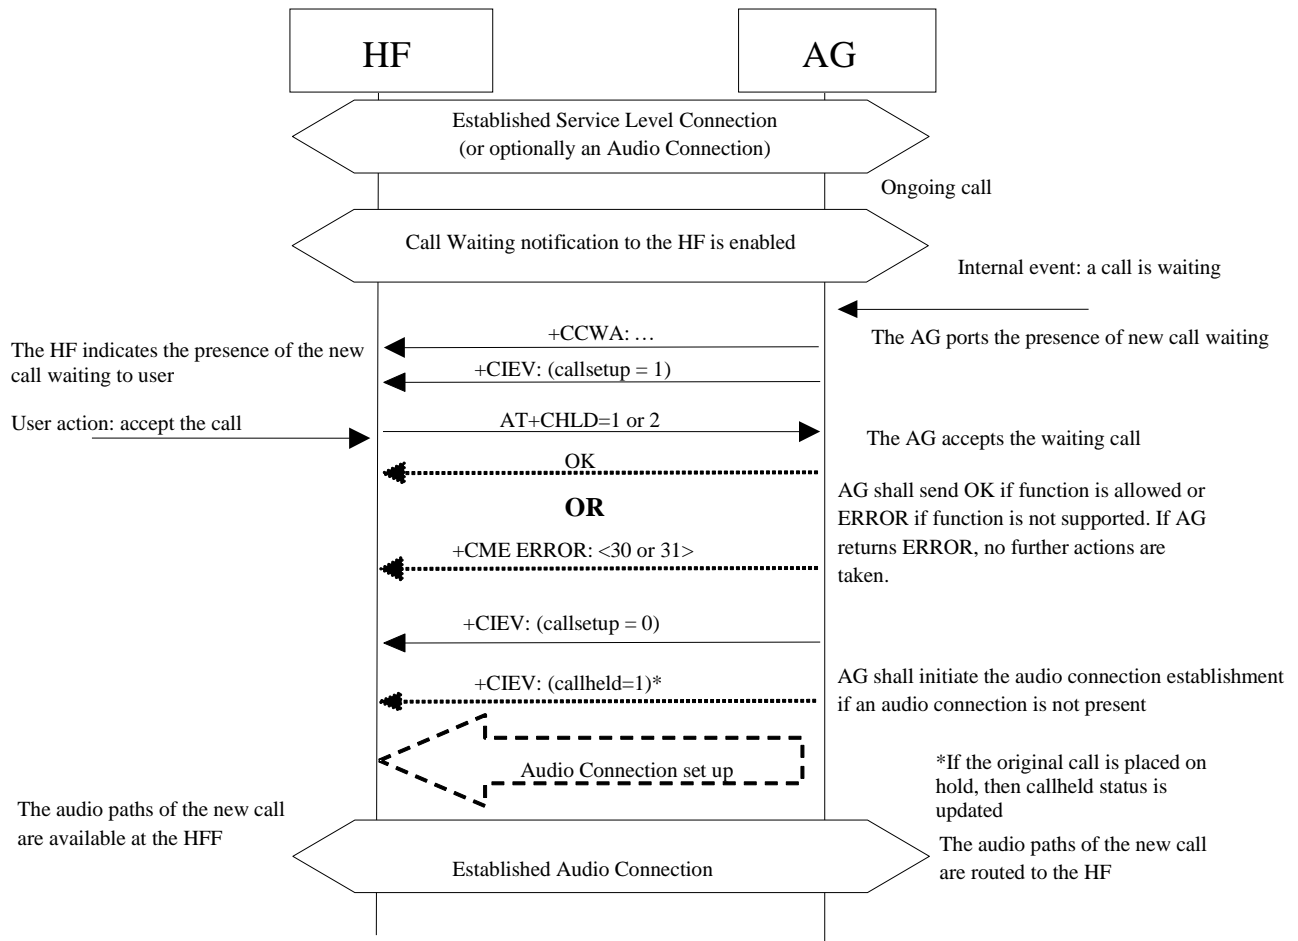 HF
AG
Established Service Level Connection
(or optionally an Audio Connection)
Ongoing call
Call Waiting notification to the HF is enabled
Internal event: a call is waiting
+CCWA: …
The AG ports the presence of new call waiting
The HF indicates the presence of the new
call waiting to user
+CIEV: (callsetup = 1)
User action: accept the call
AT+CHLD=1 or 2
The AG accepts the waiting call
OK
OR
+CME ERROR: <30 or 31>
AG shall send OK if function is allowed or
ERROR if function is not supported. If AG
returns ERROR, no further actions are
taken.
+CIEV: (callsetup = 0)
+CIEV: (callheld=1)*
AG shall initiate the audio connection establishment
if an audio connection is not present
Audio Connection set up
*If the original call is placed on
hold, then callheld status is
updated
The audio paths of the new call
are available at the HFF
Established Audio Connection
The audio paths of the new call
are routed to the HF